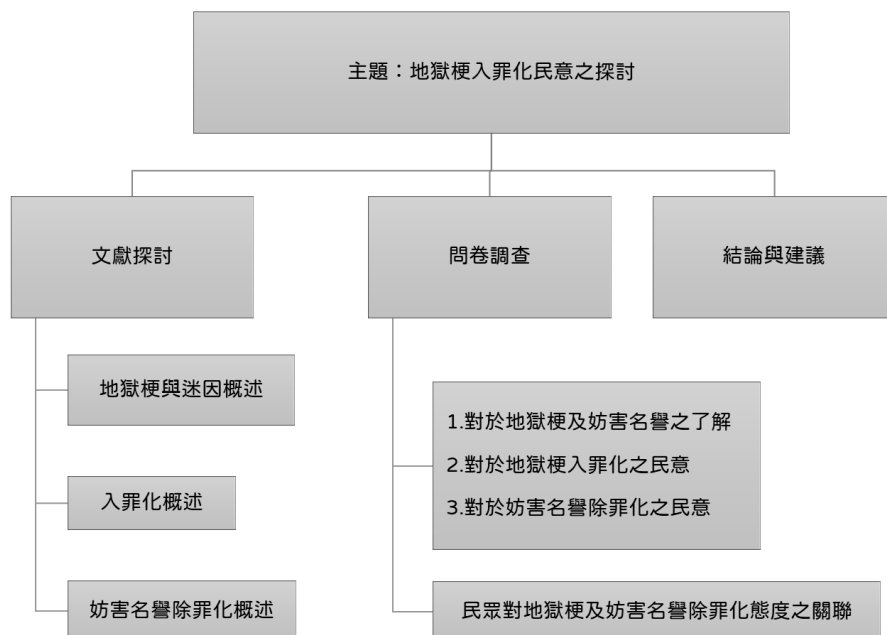 主題：地獄梗入罪化民意之探討
文獻探討
問卷調查
結論與建議
地獄梗與迷因概述
入罪化概述
妨害名譽除罪化概述
1.對於地獄梗及妨害名譽之了解
2.對於地獄梗入罪化之民意
3.對於妨害名譽除罪化之民意
民眾對地獄梗及妨害名譽除罪化態度之關聯